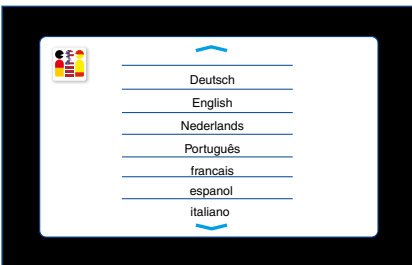 Deutsch
English
Nederlands
Português
francais
espanol
italiano